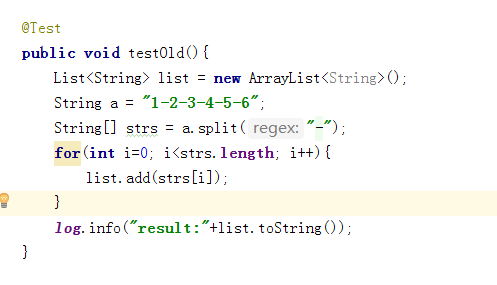 @Test
public void testOld(){
List<String> list = new ArrayList<String>();
String a = "1-2-3-4-5-6";
String[] strs = a.split( regex: "-");
for(int i=0; i<strs.length; i++){
list.add(strs[i]);
}
log.info("result:"+list.toString());
}